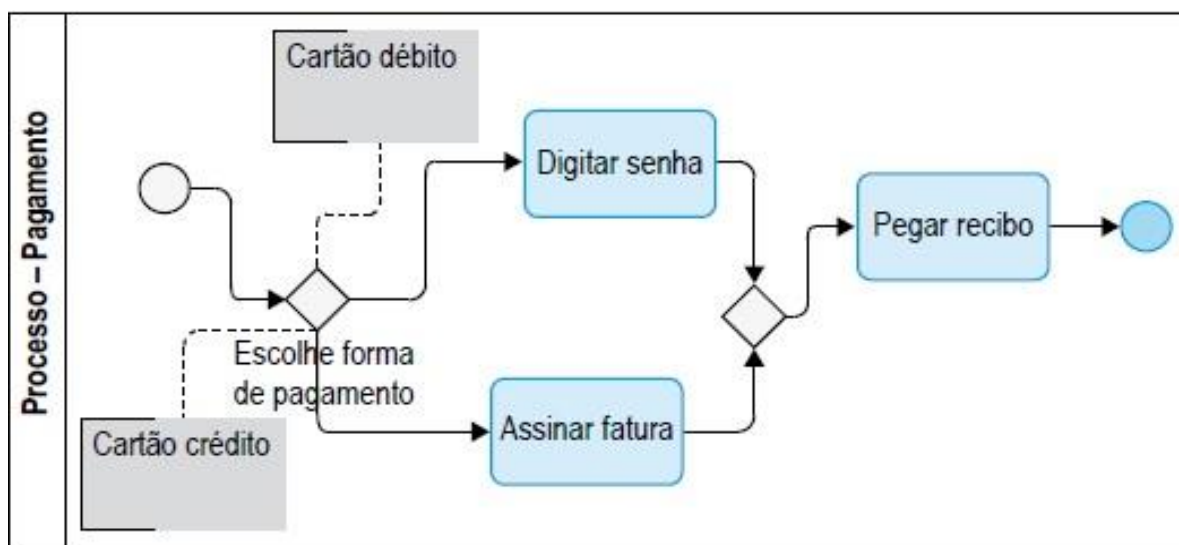 Processo – Pagamento
Cartão débito
Digitar senha
Pegar recibo
Escolhe forma
de pagamento
Assinar fatura
Cartão crédito